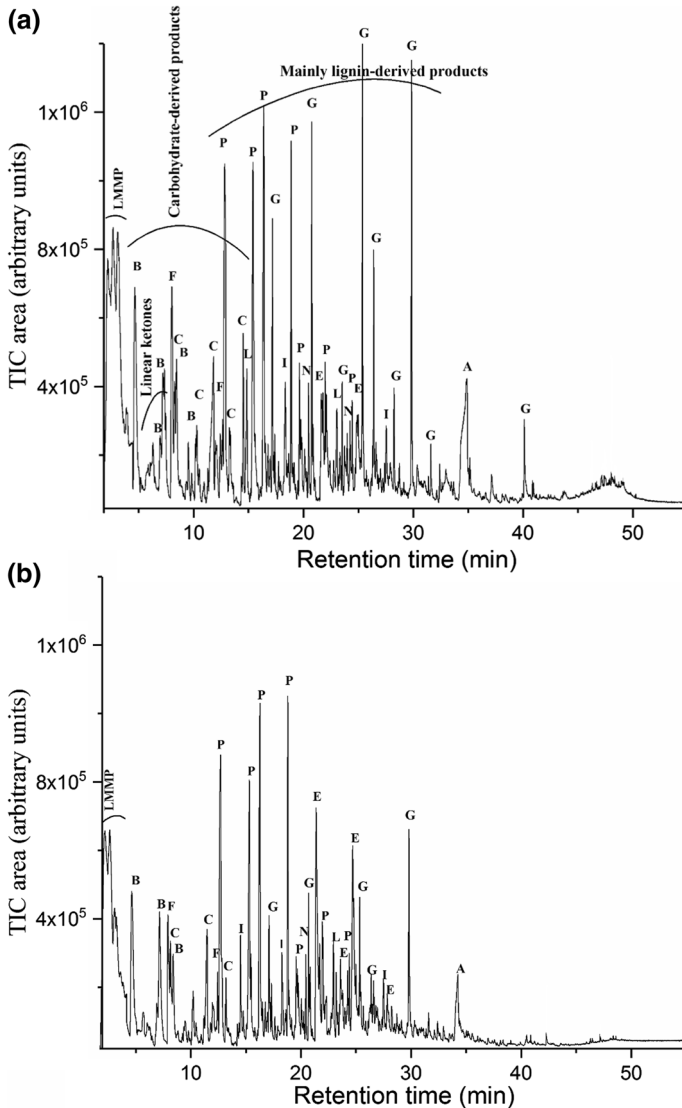 (a)
TIC area (arbitrary units)
1x10⁶
8x10⁵
4x10⁵
LMMP
Linear ketones
Carbohydrate-derived products
Mainly lignin-derived products
B
B
B
F
C
B
B
C
C
F
P
C
C
L
P
P
G
I
P
P
N
G
E
P
L
G
N
P
E
G
G
I
G
G
G
A
G
10
20
30
40
50
Retention time (min)
(b)
TIC area (arbitrary units)
1x10⁶
8x10⁵
4x10⁵
LMMP
B
B
F
C
B
C
F
P
C
I
P
P
G
I
P
P
N
G
E
P
L
E
P
E
G
G
I
E
G
A
10
20
30
40
50
Retention time (min)